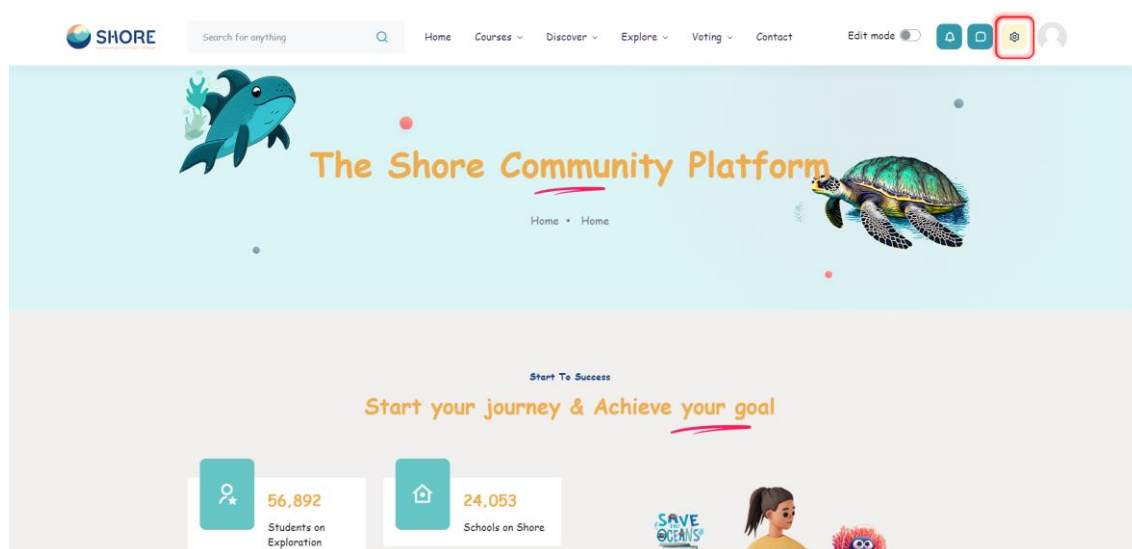 SHORE
Search for anything
Home Courses Discover Explore Voting Contact
Edit mode
The Shore Community Platform
Home • Home
Start To Success
Start your journey & Achieve your goal
56,892
Students on
Exploration
24,053
Schools on Shore
SAVE
THE
OCEANS